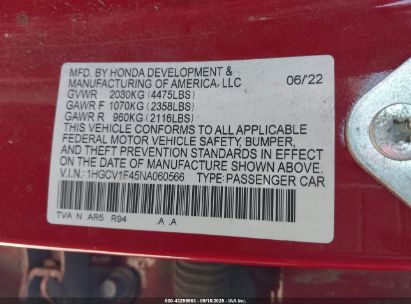 MFD. BY HONDA DEVELOPMENT &
MANUFACTURING OF AMERICA, LLC 06/22
GVWR 2030KG (4475LBS)
GAWR F 1070KG (2358LBS)
GAWR R 960KG (2116LBS)
THIS VEHICLE CONFORMS TO ALL APPLICABLE
FEDERAL MOTOR VEHICLE SAFETY, BUMPER,
AND THEFT PREVENTION STANDARDS IN EFFECT
ON THE DATE OF MANUFACTURE SHOWN ABOVE.
V.I.N.: 1HGCV1F45NA060566 TYPE: PASSENGER CAR
TVA N AR5 R94 .A .A